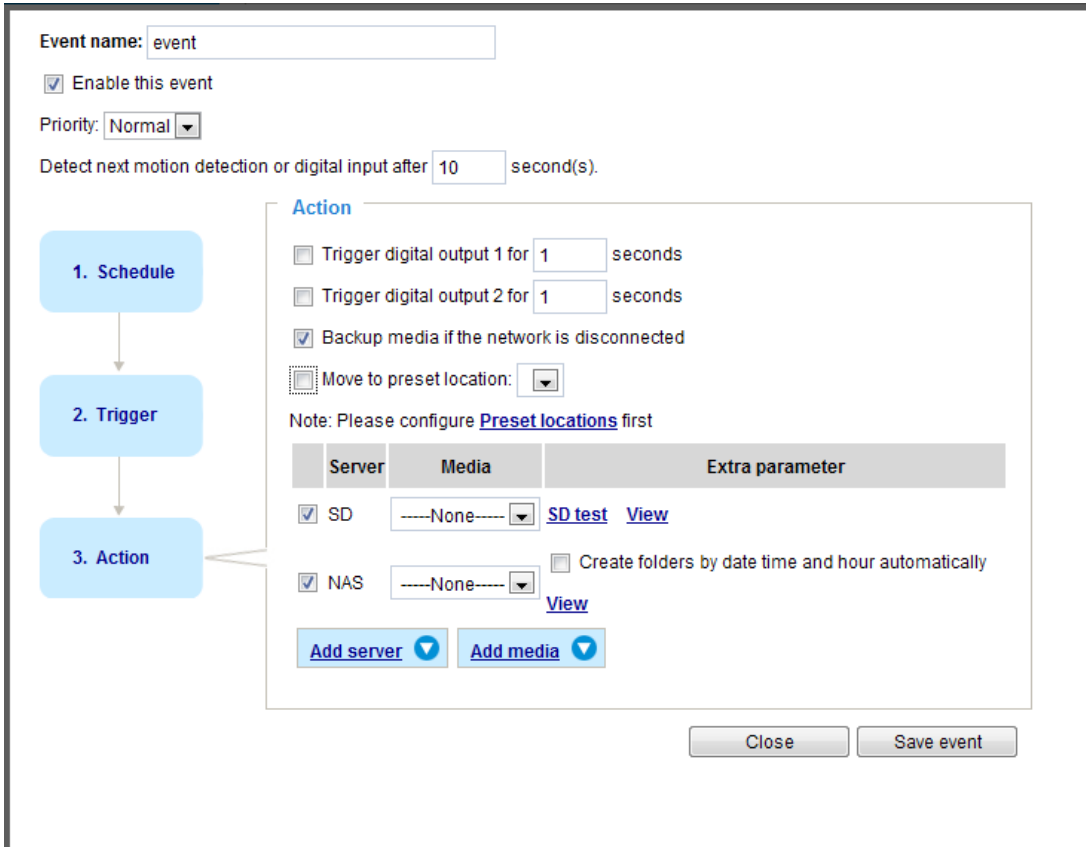 Event name: event
Enable this event
Priority: Normal
Detect next motion detection or digital input after 10 second(s).
Action
1. Schedule
2. Trigger
3. Action
Trigger digital output 1 for 1 seconds
Trigger digital output 2 for 1 seconds
Backup media if the network is disconnected
Move to preset location:
Note: Please configure Preset locations first
Server Media Extra parameter
SD -----None----- SD test View
Create folders by date time and hour automatically
NAS -----None-----
View
Add server Add media
Close Save event